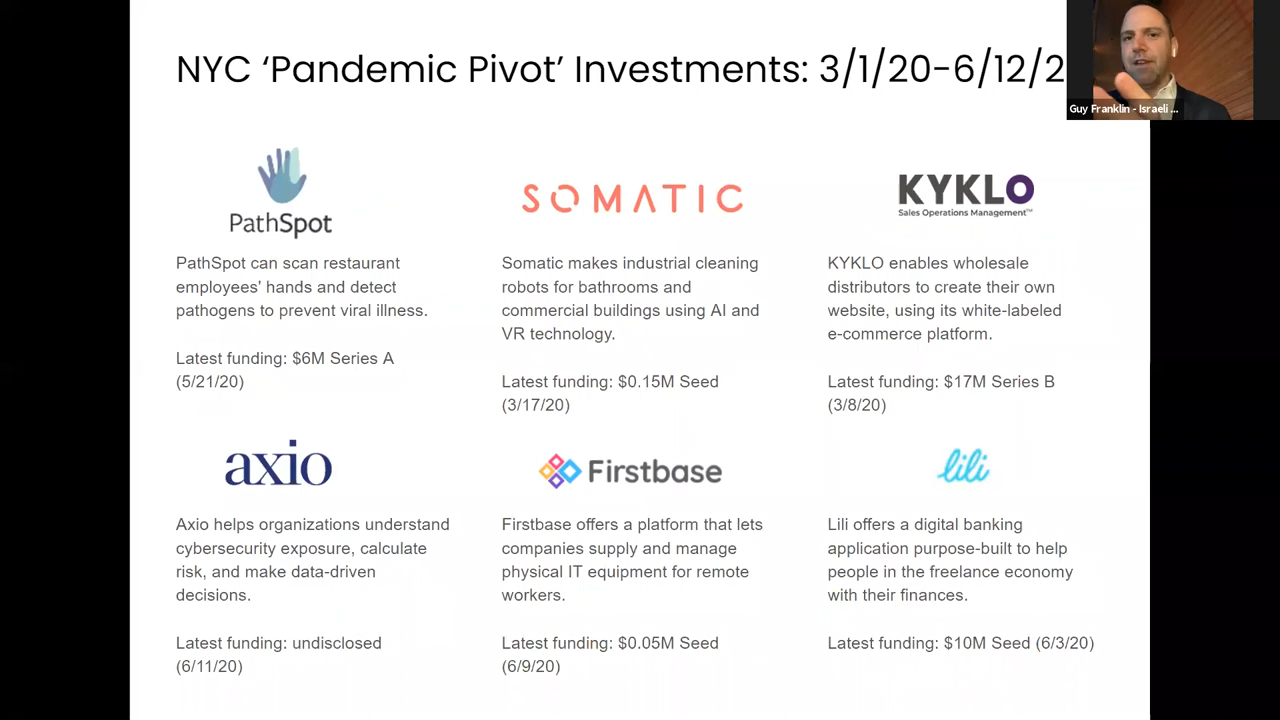 NYC ‘Pandemic Pivot’ Investments: 3/1/20-6/12/2
Guy Franklin - Israeli ...
PathSpot
PathSpot can scan restaurant
employees' hands and detect
pathogens to prevent viral illness.
Latest funding: $6M Series A
(5/21/20)
SOMATIC
Somatic makes industrial cleaning
robots for bathrooms and
commercial buildings using AI and
VR technology.
Latest funding: $0.15M Seed
(3/17/20)
KYKLO
Sales Operations Management™
KYKLO enables wholesale
distributors to create their own
website, using its white-labeled
e-commerce platform.
Latest funding: $17M Series B
(3/8/20)
axio
Axio helps organizations understand
cybersecurity exposure, calculate
risk, and make data-driven
decisions.
Latest funding: undisclosed
(6/11/20)
Firstbase
Firstbase offers a platform that lets
companies supply and manage
physical IT equipment for remote
workers.
Latest funding: $0.05M Seed
(6/9/20)
lili
Lili offers a digital banking
application purpose-built to help
people in the freelance economy
with their finances.
Latest funding: $10M Seed (6/3/20)